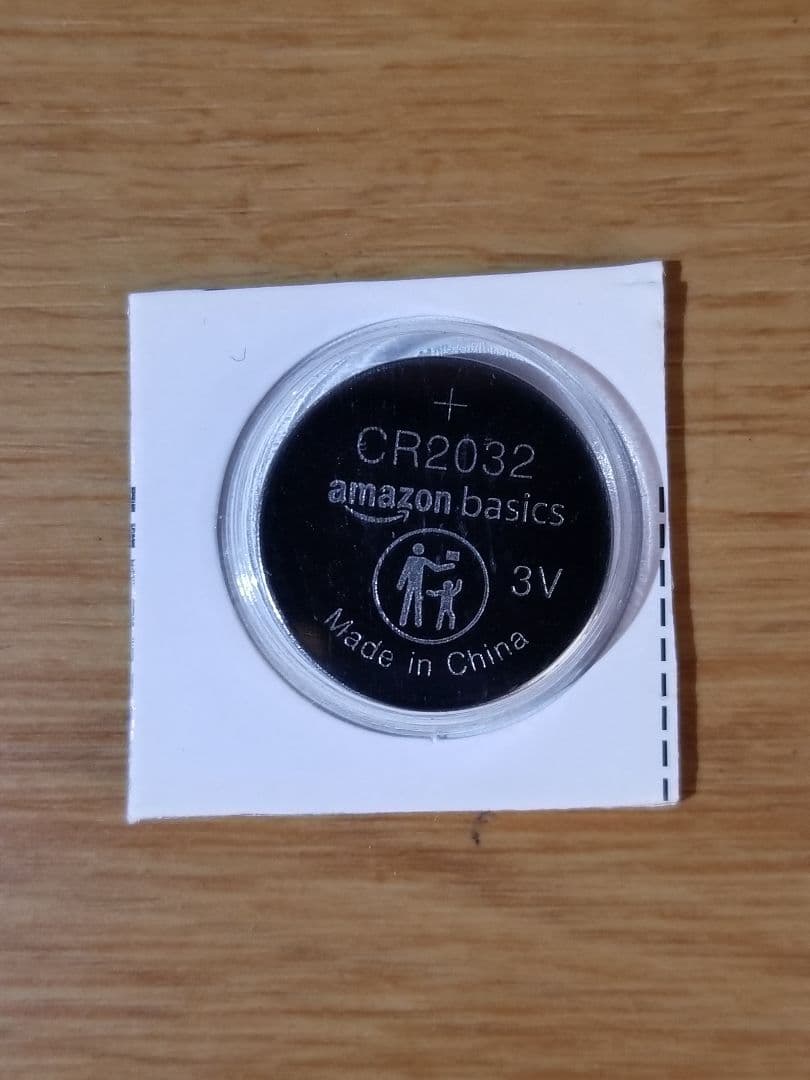 +
CR2032
amazon basics
3V
Made in China